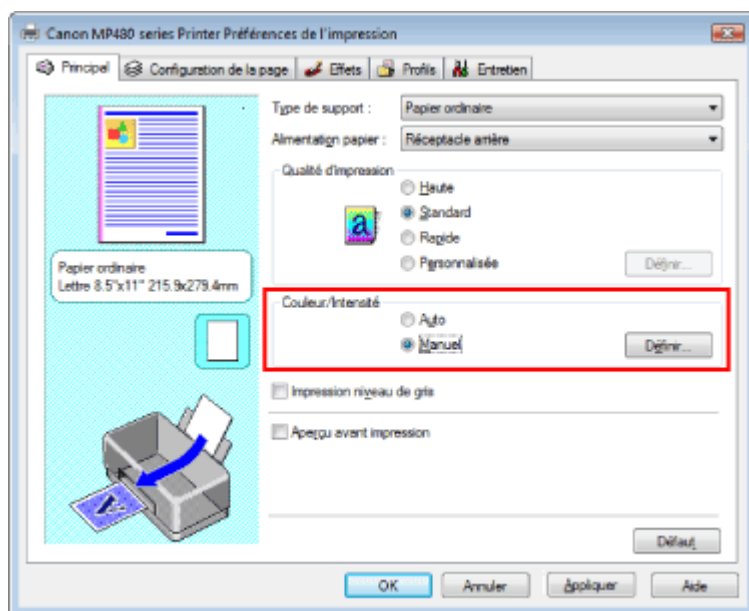 Canon MP480 series Printer Préférences de l'impression
Principal Configuration de la page Effets Profils Entretien
Type de support : Papier ordinaire
Alimentation papier : Réceptacle arrière
Qualité d'impression
Haute
Standard
Rapide
Personnalisée Définir...
Papier ordinaire
Lettre 8.5"x11" 215.9x279.4mm
Couleur/Intensité
Auto
Manuel Définir...
Impression niveau de gris
Aperçu avant impression
Défaut
OK Annuler Appliquer Aide